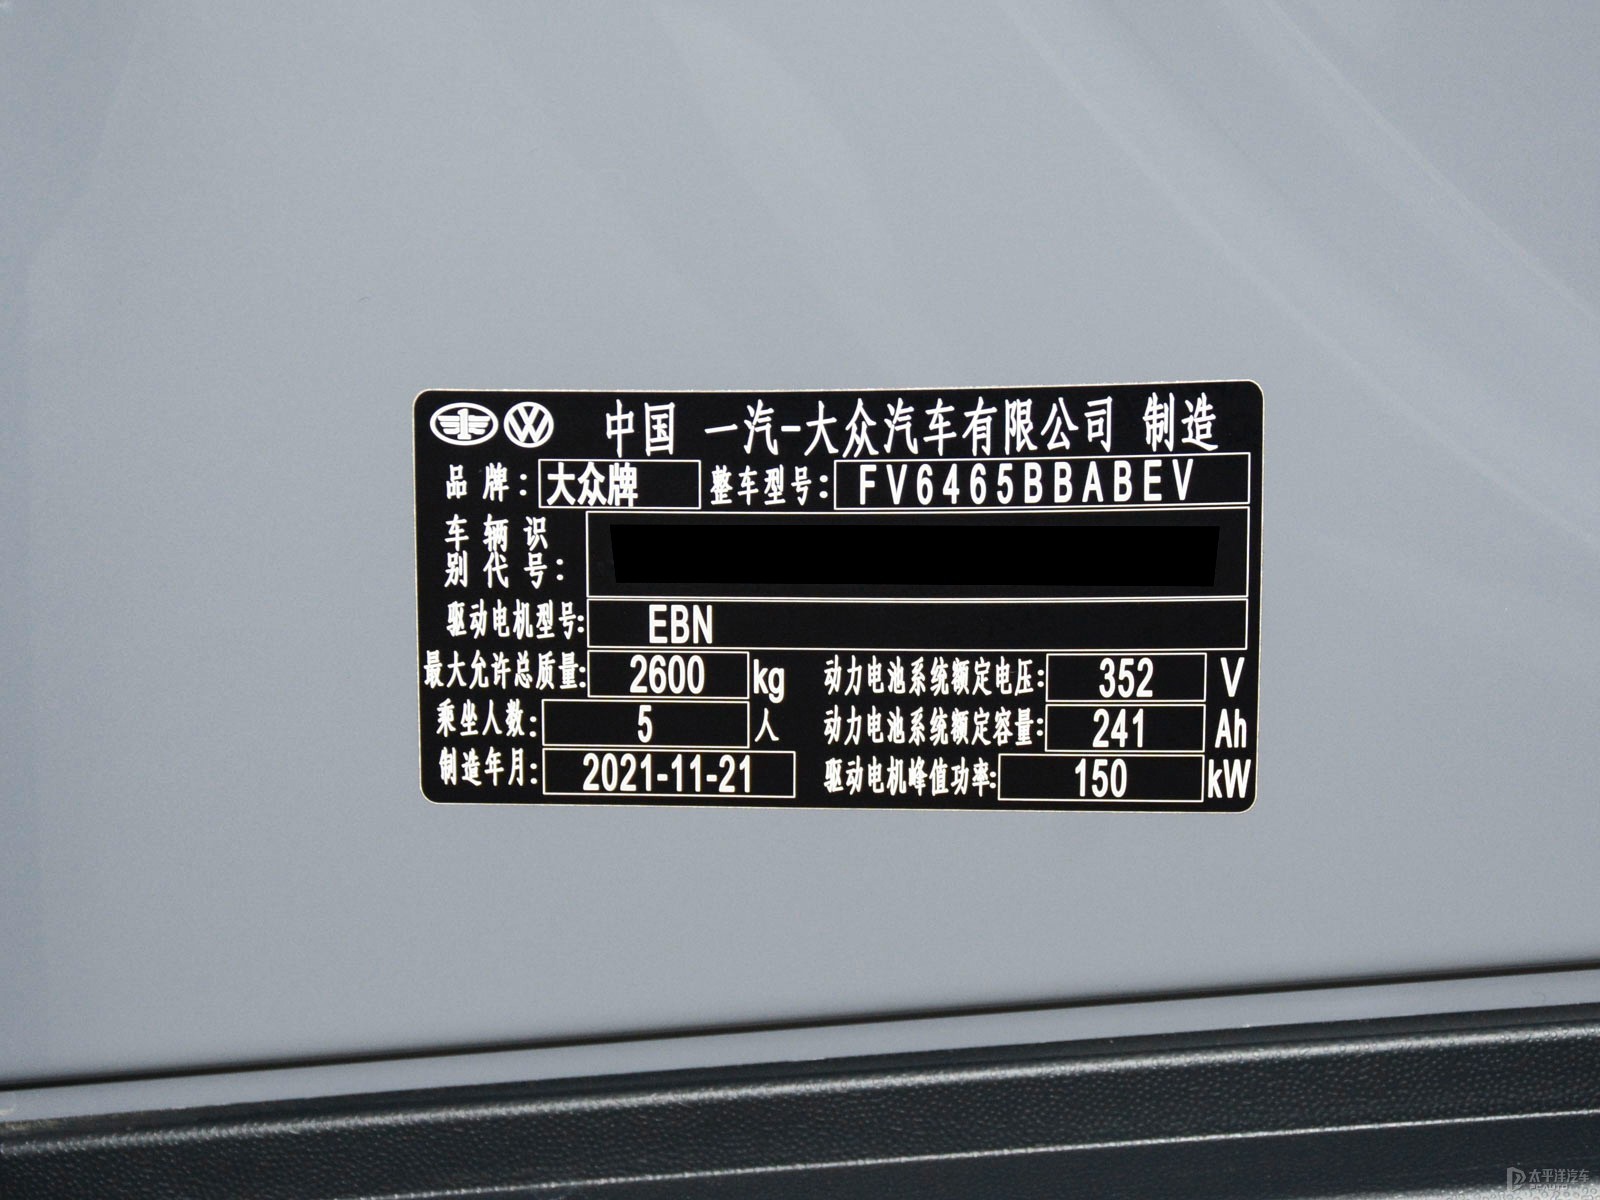 中国 一汽-大众汽车有限公司 制造
品牌: 大众牌 整车型号: FV6465BBABEV
车辆识
别代号:
驱动电机型号: EBN
最大允许总质量: 2600 kg 动力电池系统额定电压: 352 V
乘坐人数: 5 人 动力电池系统额定容量: 241 Ah
制造年月: 2021-11-21 驱动电机峰值功率: 150 kW
太平洋汽车